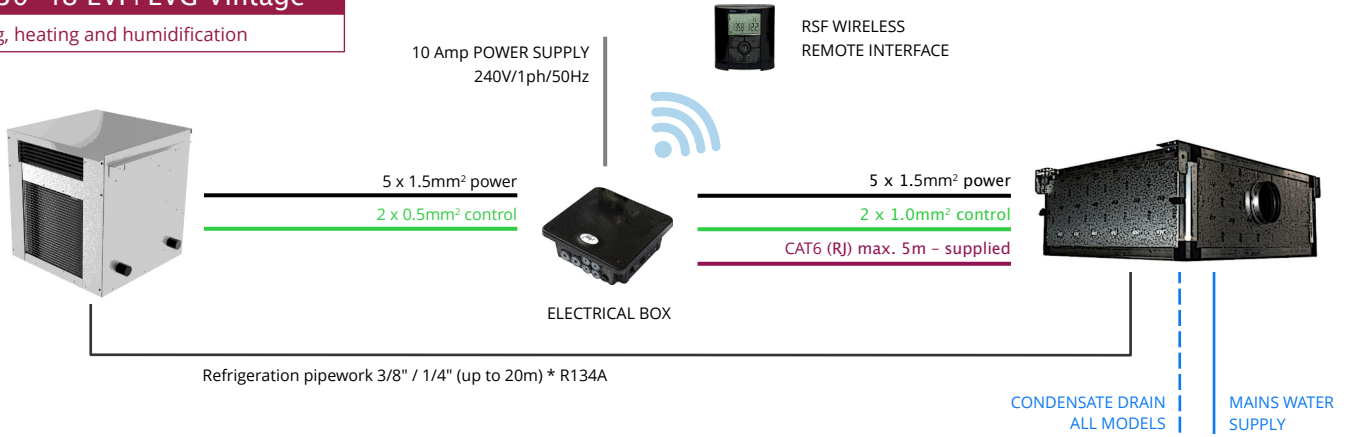 g, heating and humidification
RSF WIRELESS
REMOTE INTERFACE
10 Amp POWER SUPPLY
240V/1ph/50Hz
5 x 1.5mm² power
2 x 0.5mm² control
5 x 1.5mm² power
2 x 1.0mm² control
CAT6 (RJ) max. 5m – supplied
ELECTRICAL BOX
Refrigeration pipework 3/8" / 1/4" (up to 20m) * R134A
CONDENSATE DRAIN
ALL MODELS
MAINS WATER
SUPPLY